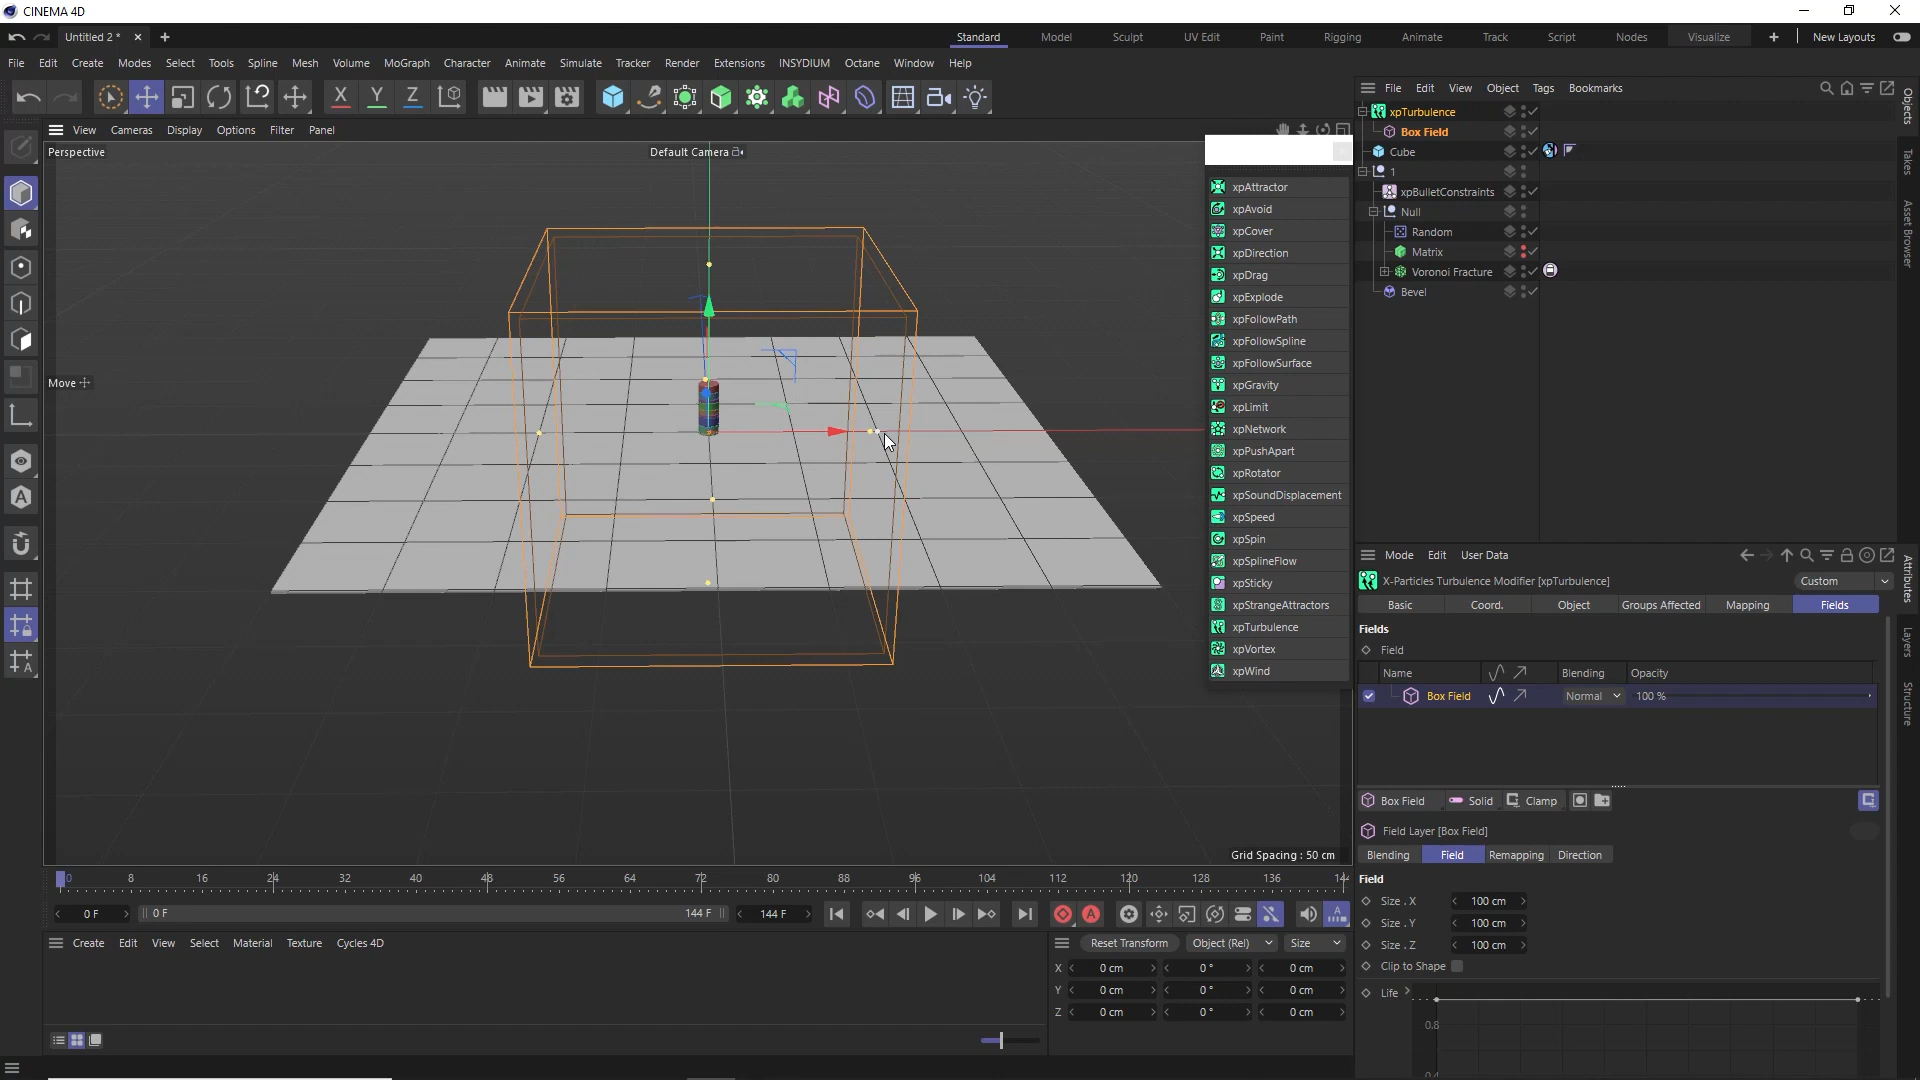 CINEMA 4D
Untitled 2 *
Standard Model Sculpt UV Edit Paint Rigging Animate Track Script Nodes Visualize New Layouts
File Edit Create Modes Select Tools Spline Mesh Volume MoGraph Character Animate Simulate Tracker Render Extensions INSYDIUM Octane Window Help
X Y Z
File Edit View Object Tags Bookmarks
View Cameras Display Options Filter Panel
Perspective
Default Camera
Move
xpAttractor
xpAvoid
xpCover
xpDirection
xpDrag
xpExplode
xpFollowPath
xpFollowSpline
xpFollowSurface
xpGravity
xpLimit
xpNetwork
xpPushApart
xpRotator
xpSoundDisplacement
xpSpeed
xpSpin
xpSplineFlow
xpSticky
xpStrangeAttractors
xpTurbulence
xpVortex
xpWind
Grid Spacing : 50 cm
xpTurbulence
Box Field
Cube
1
xpBulletConstraints
Null
Random
Matrix
Voronoi Fracture
Bevel
Objects
Takes
Asset Browser
Mode Edit User Data
X-Particles Turbulence Modifier [xpTurbulence]
Custom
Basic Coord. Object Groups Affected Mapping Fields
Fields
Field
Name Blending Opacity
Box Field Normal 100 %
Box Field Solid Clamp
Field Layer [Box Field]
Blending Field Remapping Direction
Field
Size . X 100 cm
Size . Y 100 cm
Size . Z 100 cm
Clip to Shape
Life
0.8
0.4
Attributes
Layers
Structure
0 8 16 24 32 40 48 56 64 72 80 88 96 104 112 120 128 136 144
0 F 0 F 144 F 144 F
Create Edit View Select Material Texture Cycles 4D
Reset Transform Object (Rel) Size
X 0 cm 0 ° 0 cm
Y 0 cm 0 ° 0 cm
Z 0 cm 0 ° 0 cm